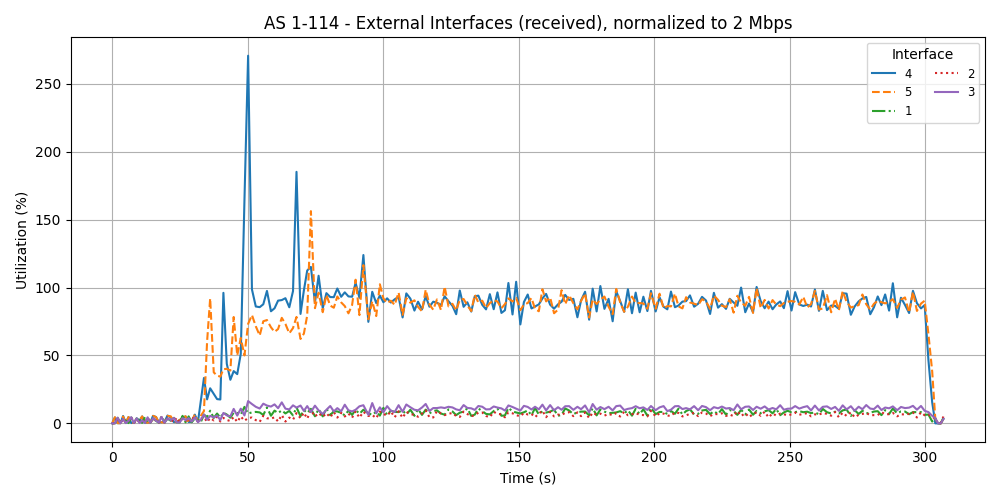 AS 1-114 - External Interfaces (received), normalized to 2 Mbps
Utilization (%)
250
200
150
100
50
0
0 50 100 150 200 250 300
Time (s)
Interface
4 2
5 3
1